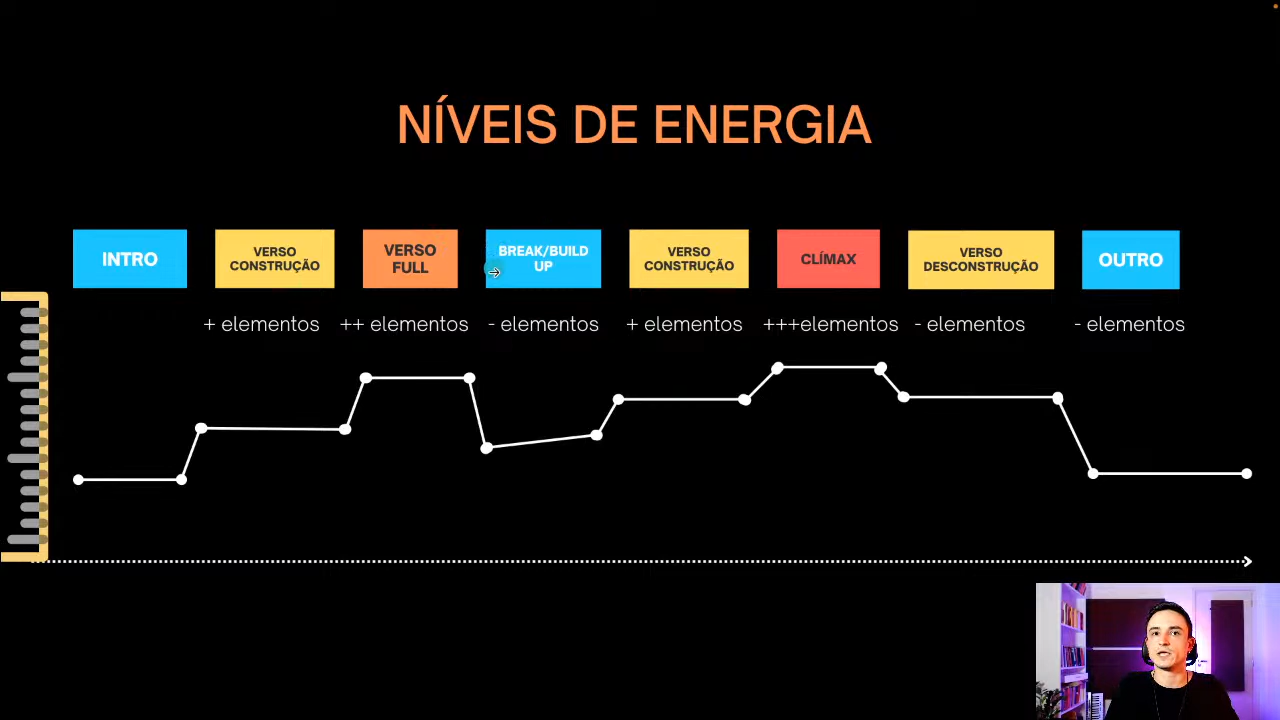 NÍVEIS DE ENERGIA
INTRO
VERSO
CONSTRUÇÃO
VERSO
FULL
BREAK/BUILD
UP
VERSO
CONSTRUÇÃO
CLÍMAX
VERSO
DESCONSTRUÇÃO
OUTRO
+ elementos
++ elementos
- elementos
+ elementos
+++elementos
- elementos
- elementos